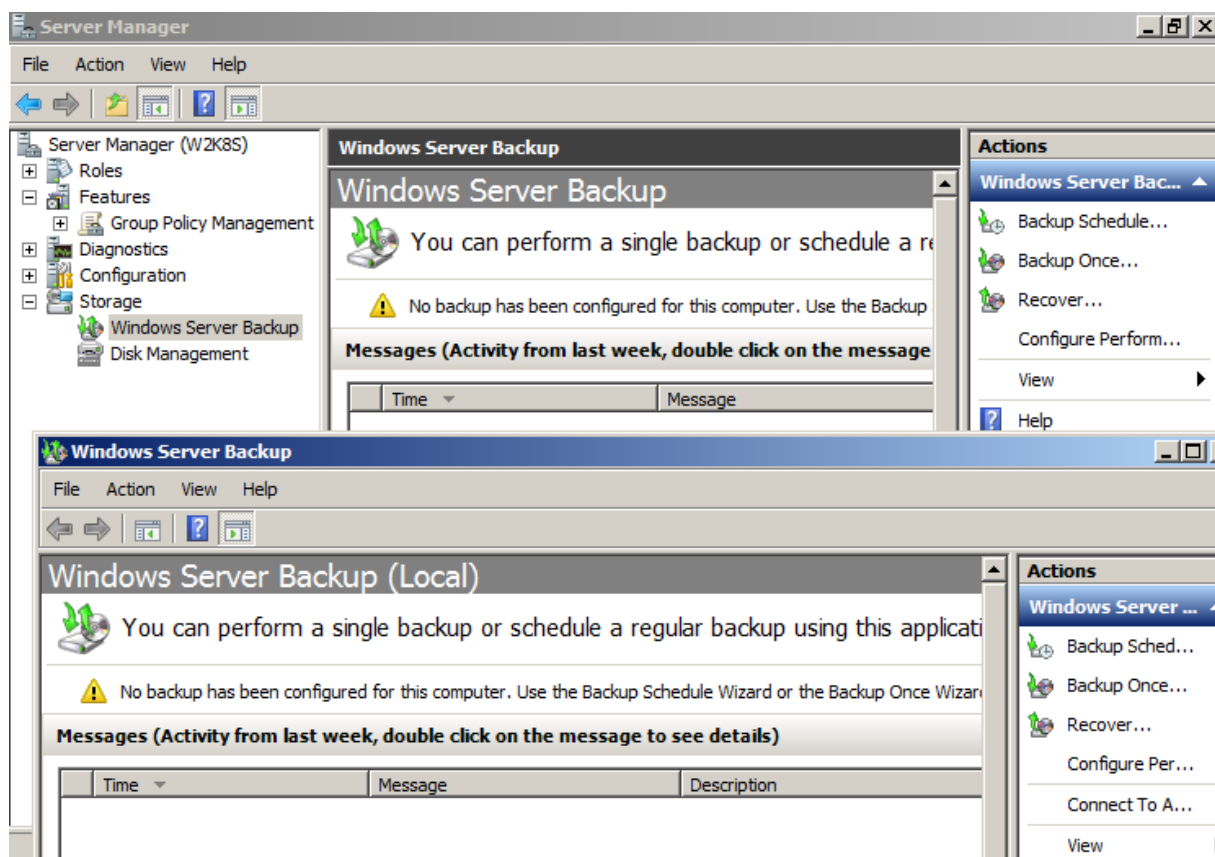 Server Manager
File Action View Help
Server Manager (W2K8S)
Roles
Features
Group Policy Management
Diagnostics
Configuration
Storage
Windows Server Backup
Disk Management
Windows Server Backup
Windows Server Backup
You can perform a single backup or schedule a re
No backup has been configured for this computer. Use the Backup
Messages (Activity from last week, double click on the message
Time Message
Actions
Windows Server Bac...
Backup Schedule...
Backup Once...
Recover...
Configure Perform...
View
Help
Windows Server Backup
File Action View Help
Windows Server Backup (Local)
You can perform a single backup or schedule a regular backup using this applicati
No backup has been configured for this computer. Use the Backup Schedule Wizard or the Backup Once Wizar
Messages (Activity from last week, double click on the message to see details)
Time Message Description
Actions
Windows Server ...
Backup Sched...
Backup Once...
Recover...
Configure Per...
Connect To A...
View